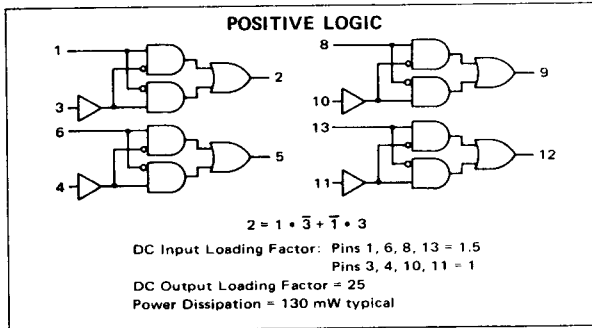 POSITIVE LOGIC
1
2
3
6
5
4
8
9
10
13
12
11
2 = 1 • 3̅ + 1̅ • 3
DC Input Loading Factor: Pins 1, 6, 8, 13 = 1.5
Pins 3, 4, 10, 11 = 1
DC Output Loading Factor = 25
Power Dissipation = 130 mW typical